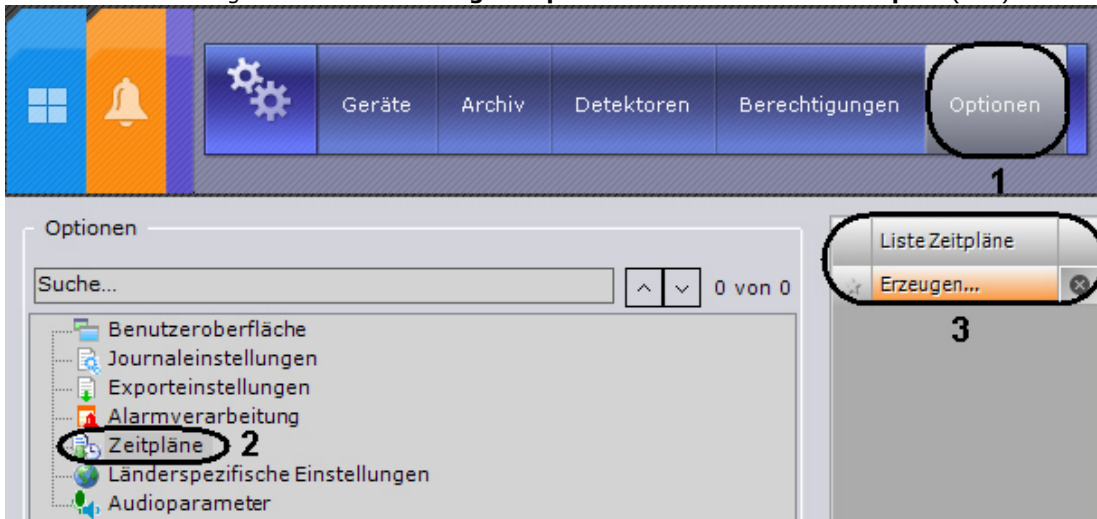 Geräte Archiv Detektoren Berechtigungen Optionen
1
Optionen
Suche... 0 von 0
Benutzeroberfläche
Journaleinstellungen
Exporteinstellungen
Alarmverarbeitung
Zeitpläne 2
Länderspezifische Einstellungen
Audioparameter
Liste Zeitpläne
Erzeugen...
3